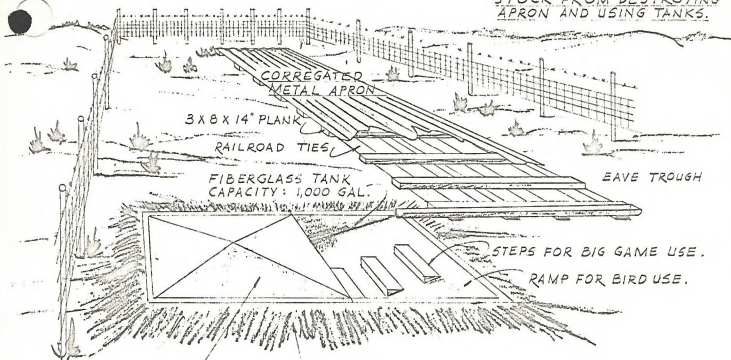 STOCK FROM DESTROYING
APRON AND USING TANKS.
CORREGATED
METAL APRON
3 X 8 X 14" PLANK
RAILROAD TIES
FIBERGLASS TANK
CAPACITY: 1,000 GAL.
EAVE TROUGH
STEPS FOR BIG GAME USE.
RAMP FOR BIRD USE.